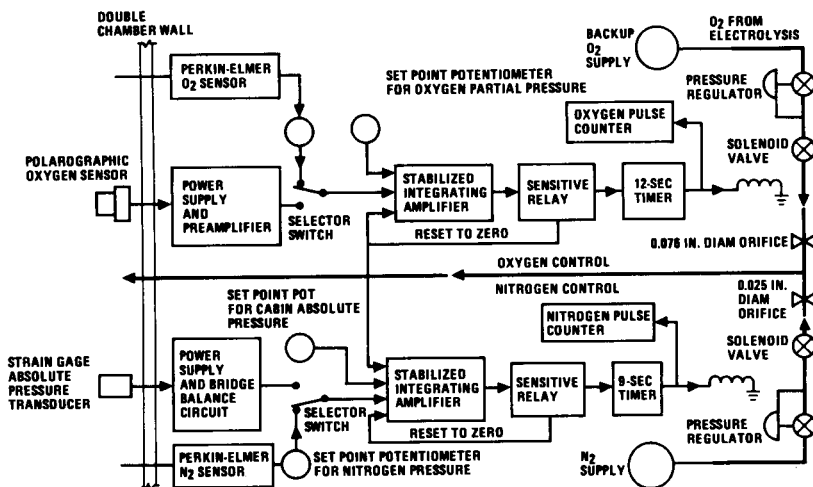 DOUBLE
CHAMBER WALL
PERKIN-ELMER
O2 SENSOR
SET POINT POTENTIOMETER
FOR OXYGEN PARTIAL PRESSURE
BACKUP
O2
SUPPLY
O2 FROM
ELECTROLYSIS
PRESSURE
REGULATOR
OXYGEN PULSE
COUNTER
SOLENOID
VALVE
POLAROGRAPHIC
OXYGEN SENSOR
POWER
SUPPLY
AND
PREAMPLIFIER
SELECTOR
SWITCH
STABILIZED
INTEGRATING
AMPLIFIER
SENSITIVE
RELAY
12-SEC
TIMER
RESET TO ZERO
0.076 IN. DIAM ORIFICE
OXYGEN CONTROL
NITROGEN CONTROL
0.025 IN.
DIAM
ORIFICE
SET POINT POT
FOR CABIN ABSOLUTE
PRESSURE
NITROGEN PULSE
COUNTER
SOLENOID
VALVE
STRAIN GAGE
ABSOLUTE
PRESSURE
TRANSDUCER
POWER
SUPPLY
AND BRIDGE
BALANCE
CIRCUIT
SELECTOR
SWITCH
STABILIZED
INTEGRATING
AMPLIFIER
SENSITIVE
RELAY
9-SEC
TIMER
RESET TO ZERO
PRESSURE
REGULATOR
PERKIN-ELMER
N2 SENSOR
SET POINT POTENTIOMETER
FOR NITROGEN PRESSURE
N2
SUPPLY